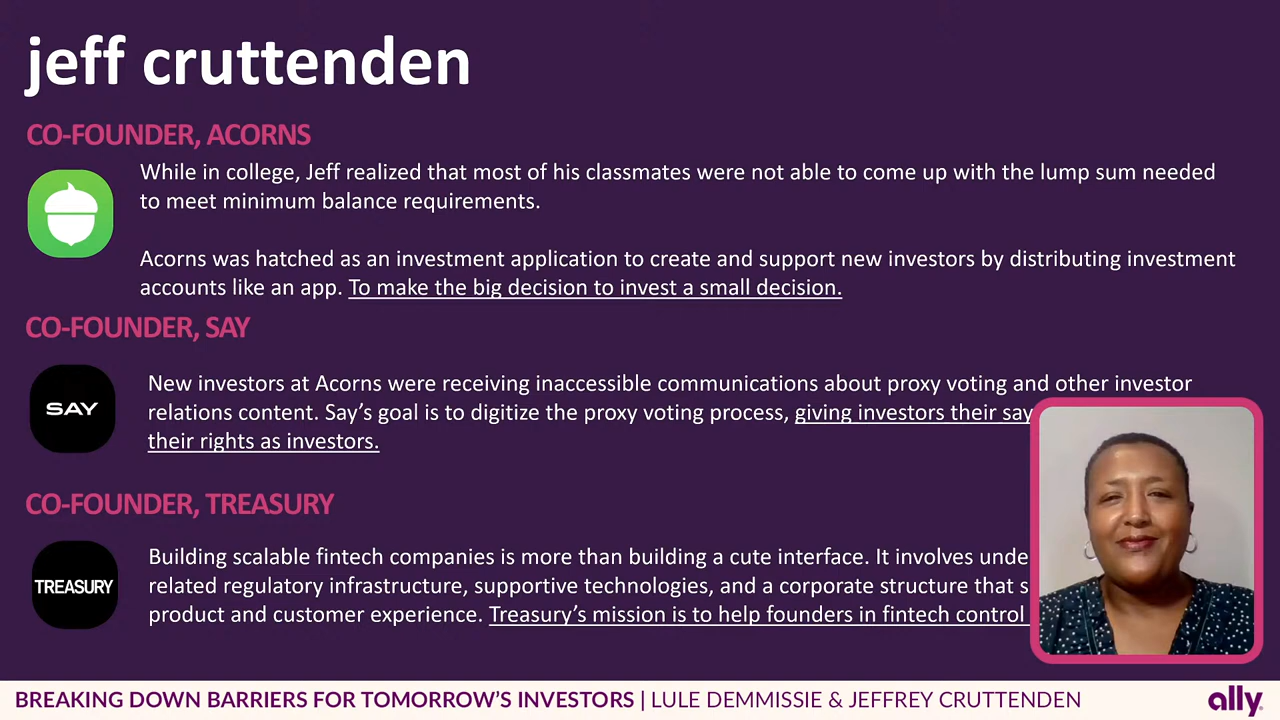 jeff cruttenden
CO-FOUNDER, ACORNS
While in college, Jeff realized that most of his classmates were not able to come up with the lump sum needed
to meet minimum balance requirements.
Acorns was hatched as an investment application to create and support new investors by distributing investment
accounts like an app. To make the big decision to invest a small decision.
CO-FOUNDER, SAY
SAY
New investors at Acorns were receiving inaccessible communications about proxy voting and other investor
relations content. Say’s goal is to digitize the proxy voting process, giving investors their say
their rights as investors.
CO-FOUNDER, TREASURY
TREASURY
Building scalable fintech companies is more than building a cute interface. It involves unde
related regulatory infrastructure, supportive technologies, and a corporate structure that s
product and customer experience. Treasury’s mission is to help founders in fintech control
BREAKING DOWN BARRIERS FOR TOMORROW’S INVESTORS | LULE DEMMISSIE & JEFFREY CRUTTENDEN
ally